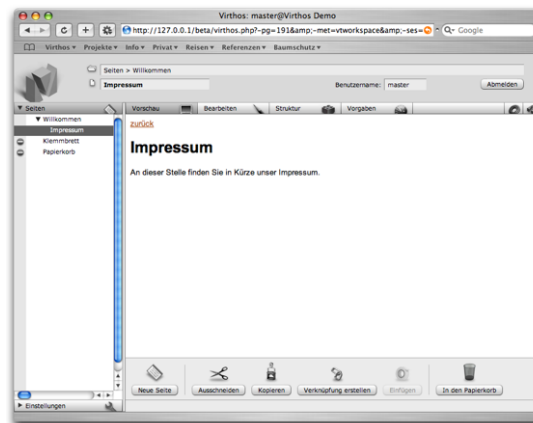 Virthos: master@Virthos Demo
http://127.0.0.1/beta/virthos.php?-pg=191&amp;-met=vtworkspace&amp;-ses=
Google
Virthos Projekte Info Privat Reisen Referenzen Baumschutz
Seiten > Willkommen
Impressum
Benutzername: master
Abmelden
Seiten
Vorschau Bearbeiten Struktur Vorgaben
Willkommen
Impressum
Klemmbrett
Papierkorb
zurück
Impressum
An dieser Stelle finden Sie in Kürze unser Impressum.
Neue Seite Ausschneiden Kopieren Verknüpfung erstellen Einfügen In den Papierkorb
Einstellungen